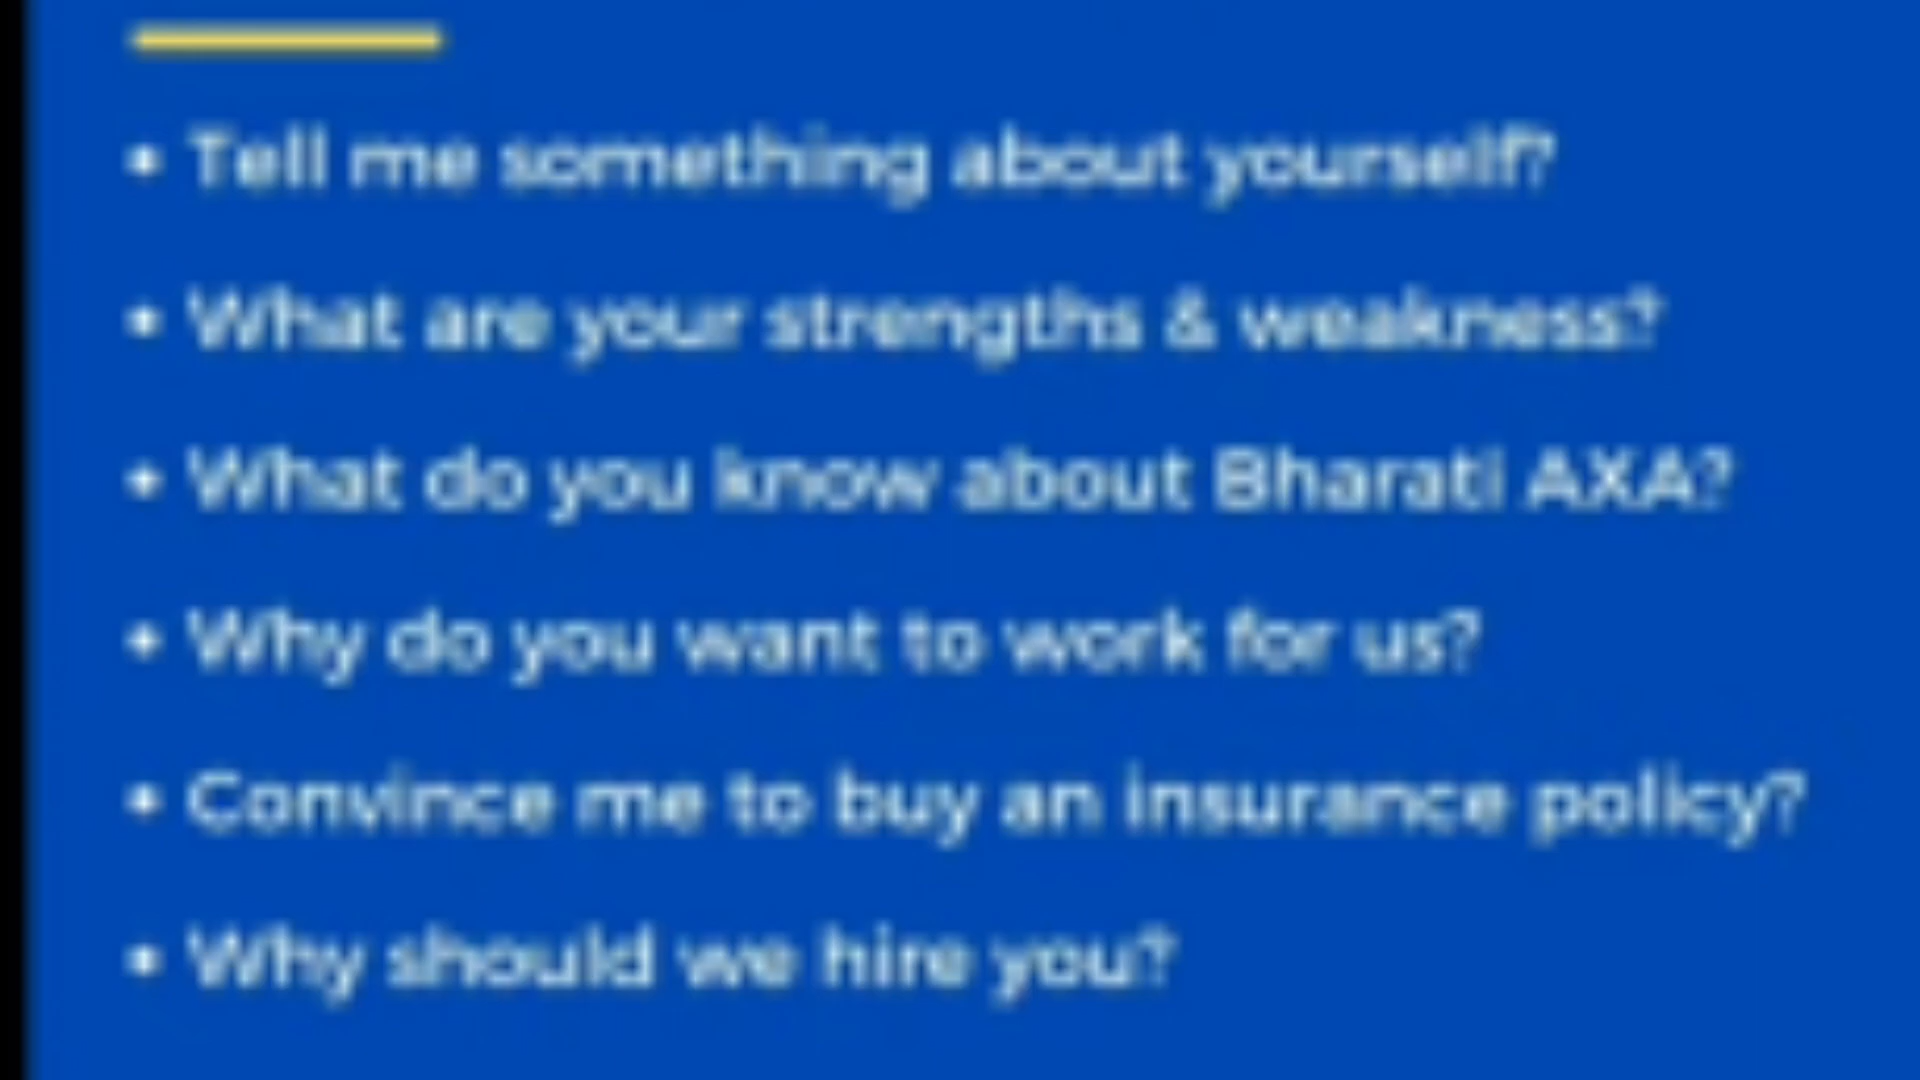 • Tell me something about yourself?
• What are your strengths & weakness?
• What do you know about Bharati AXA?
• Why do you want to work for us?
• Convince me to buy an insurance policy?
• Why should we hire you?